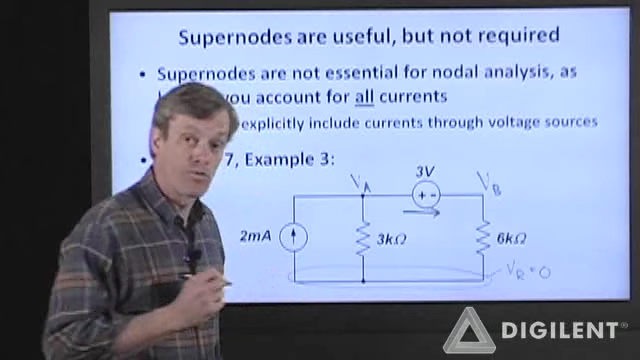 Supernodes are useful, but not required
• Supernodes are not essential for nodal analysis, as
you account for all currents
explicitly include currents through voltage sources
7, Example 3:
VA
3V
+ -
VB
2mA
3kΩ
6kΩ
VR = 0
DIGILENT®